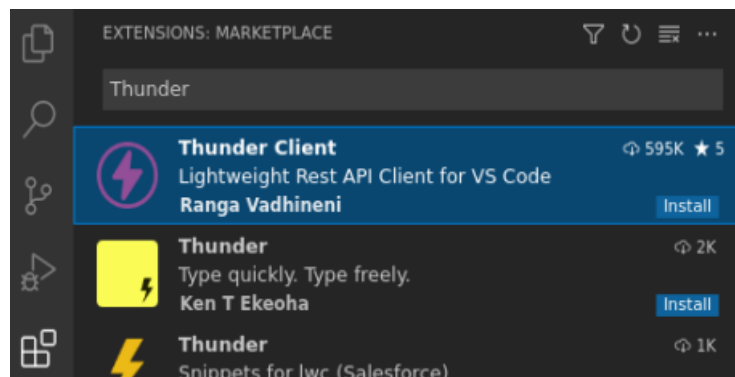 EXTENSIONS: MARKETPLACE
Thunder
Thunder Client 595K ★ 5
Lightweight Rest API Client for VS Code
Ranga Vadhineni Install
Thunder 2K
Type quickly. Type freely.
Ken T Ekeoha Install
Thunder 1K
Snippets for lwc (Salesforce)